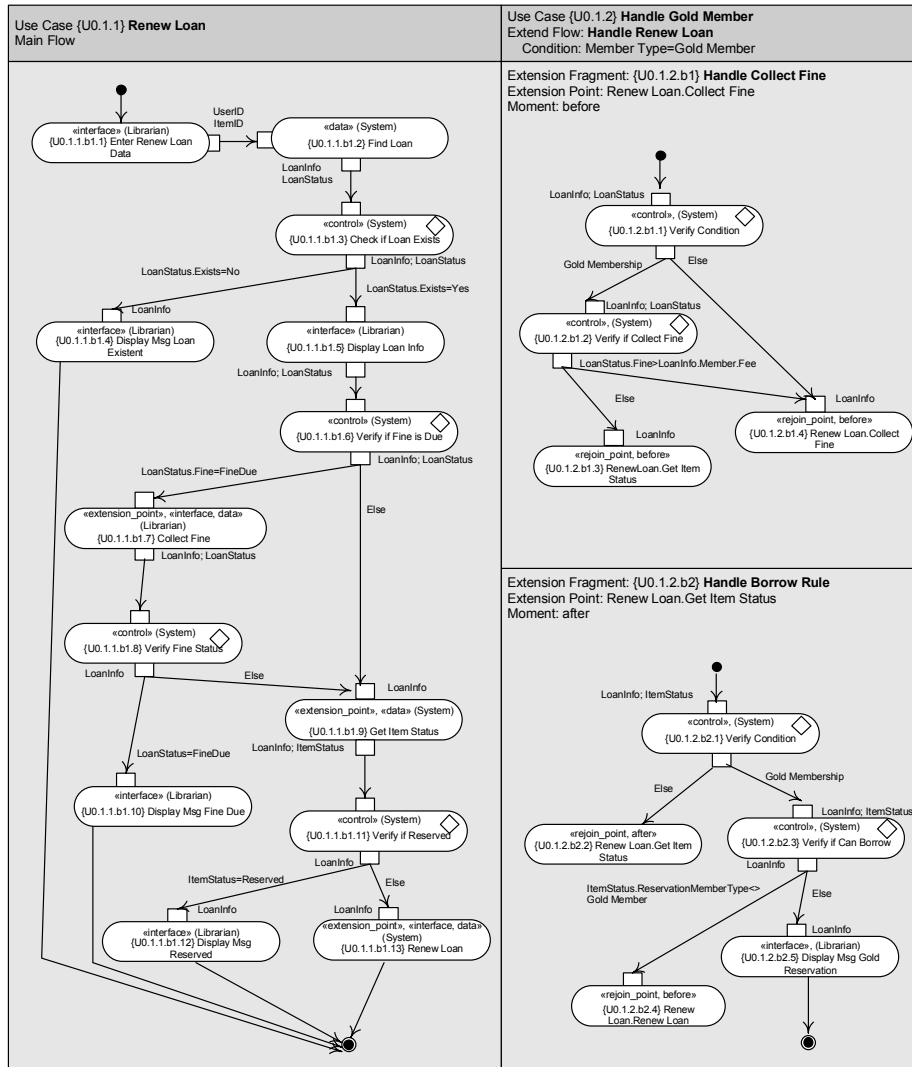 Use Case {U0.1.1} Renew Loan
Main Flow
UserID
ItemID
«interface» (Librarian)
{U0.1.1.b1.1} Enter Renew Loan
Data
«data» (System)
{U0.1.1.b1.2} Find Loan
LoanInfo
LoanStatus
«control» (System)
{U0.1.1.b1.3} Check if Loan Exists
LoanInfo; LoanStatus
LoanStatus.Exists=No
LoanStatus.Exists=Yes
LoanInfo
«interface» (Librarian)
{U0.1.1.b1.4} Display Msg Loan
Existent
«interface» (Librarian)
{U0.1.1.b1.5} Display Loan Info
LoanInfo; LoanStatus
«control» (System)
{U0.1.1.b1.6} Verify if Fine is Due
LoanInfo; LoanStatus
LoanStatus.Fine=FineDue
Else
«extension_point», «interface, data»
(Librarian)
{U0.1.1.b1.7} Collect Fine
LoanInfo; LoanStatus
«control» (System)
{U0.1.1.b1.8} Verify Fine Status
LoanInfo
Else
LoanInfo
«extension_point», «data» (System)
{U0.1.1.b1.9} Get Item Status
LoanInfo; ItemStatus
LoanStatus=FineDue
«interface» (Librarian)
{U0.1.1.b1.10} Display Msg Fine Due
«control» (System)
{U0.1.1.b1.11} Verify if Reserved
LoanInfo
ItemStatus=Reserved
Else
LoanInfo
LoanInfo
«interface» (Librarian)
{U0.1.1.b1.12} Display Msg
Reserved
«extension_point», «interface, data»
(System)
{U0.1.1.b1.13} Renew Loan
Use Case {U0.1.2} Handle Gold Member
Extend Flow: Handle Renew Loan
Condition: Member Type=Gold Member
Extension Fragment: {U0.1.2.b1} Handle Collect Fine
Extension Point: Renew Loan.Collect Fine
Moment: before
LoanInfo; LoanStatus
«control», (System)
{U0.1.2.b1.1} Verify Condition
Gold Membership
Else
LoanInfo; LoanStatus
«control», (System)
{U0.1.2.b1.2} Verify if Collect Fine
LoanStatus.Fine>LoanInfo.Member.Fee
Else
LoanInfo
«rejoin_point, before»
{U0.1.2.b1.4} Renew Loan.Collect
Fine
LoanInfo
«rejoin_point, before»
{U0.1.2.b1.3} RenewLoan.Get Item
Status
Extension Fragment: {U0.1.2.b2} Handle Borrow Rule
Extension Point: Renew Loan.Get Item Status
Moment: after
LoanInfo; ItemStatus
«control», (System)
{U0.1.2.b2.1} Verify Condition
Else
Gold Membership
LoanInfo; ItemStatus
«rejoin_point, after»
{U0.1.2.b2.2} Renew Loan.Get Item
Status
«control», (System)
{U0.1.2.b2.3} Verify if Can Borrow
LoanInfo
ItemStatus.ReservationMemberType<>
Gold Member
Else
LoanInfo
«interface», (Librarian)
{U0.1.2.b2.5} Display Msg Gold
Reservation
«rejoin_point, before»
{U0.1.2.b2.4} Renew
Loan.Renew Loan